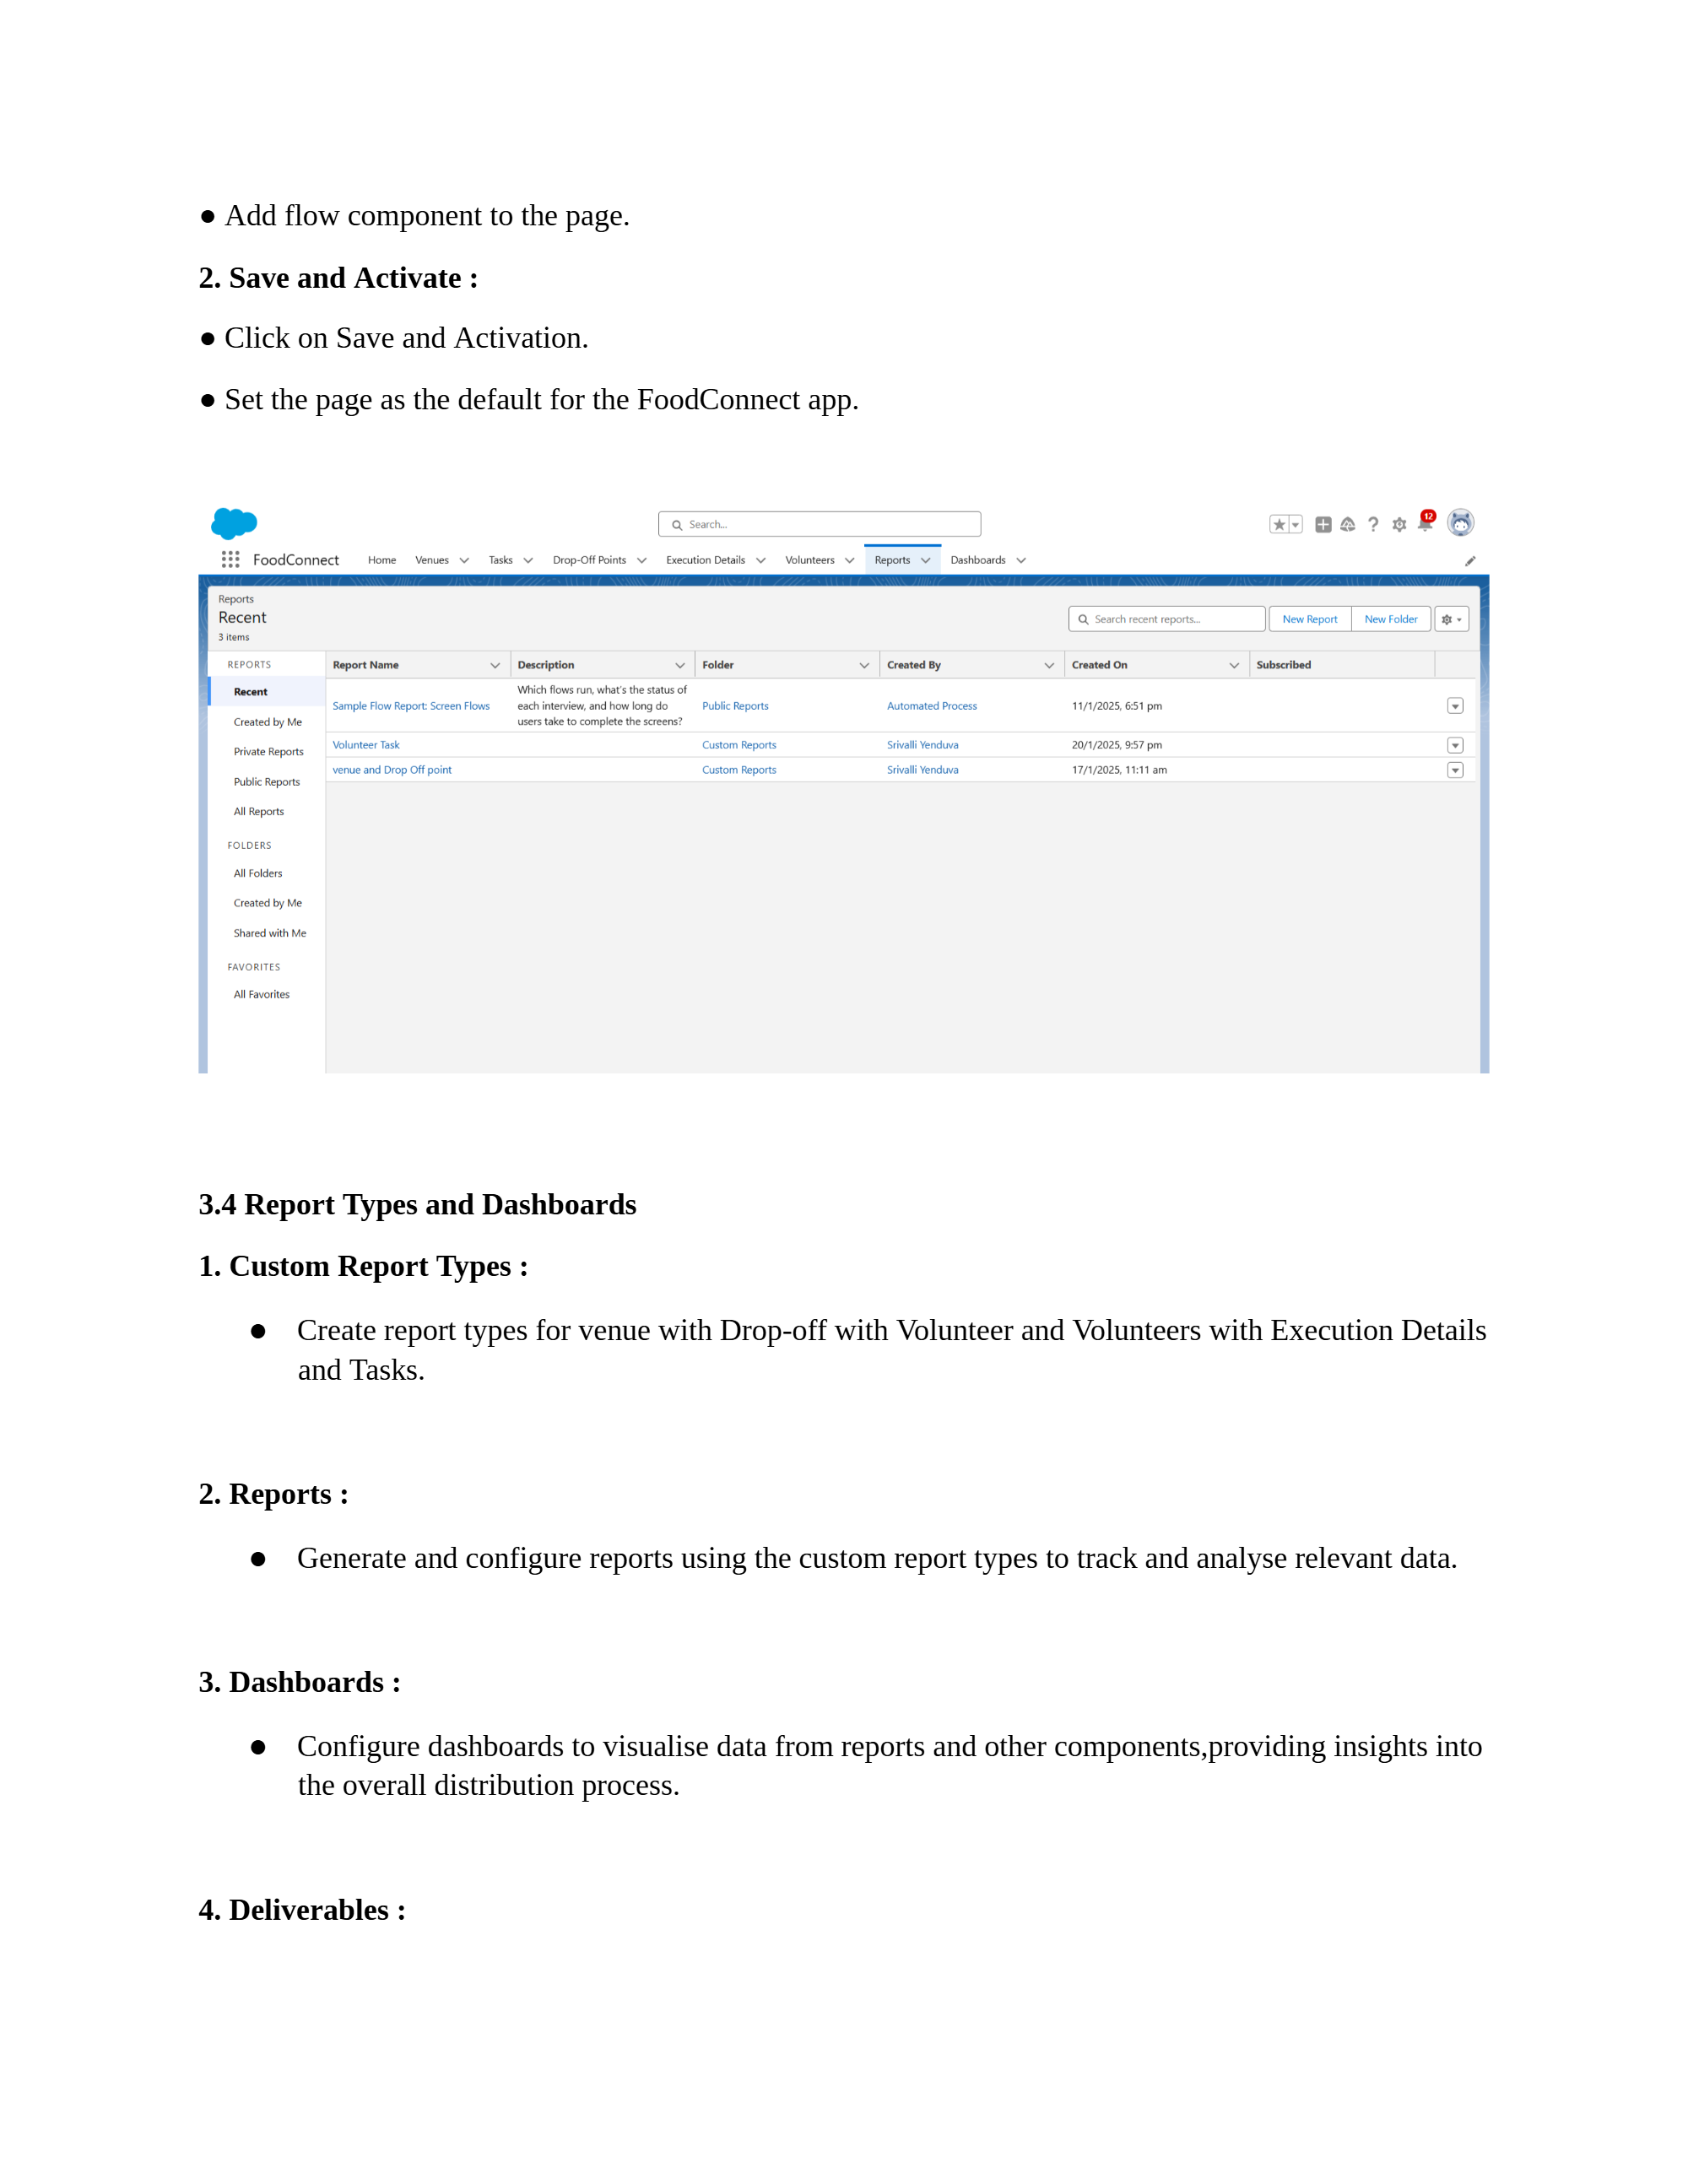 ● Add flow component to the page.
2. Save and Activate :
● Click on Save and Activation.
● Set the page as the default for the FoodConnect app.
Search...
12
FoodConnect Home Venues Tasks Drop-Off Points Execution Details Volunteers Reports Dashboards
Reports
Recent
3 items
Search recent reports... New Report New Folder
REPORTS
Recent
Created by Me
Private Reports
Public Reports
All Reports
FOLDERS
All Folders
Created by Me
Shared with Me
FAVORITES
All Favorites
Report Name Description Folder Created By Created On Subscribed
Sample Flow Report: Screen Flows Which flows run, what's the status of
each interview, and how long do
users take to complete the screens? Public Reports Automated Process 11/1/2025, 6:51 pm
Volunteer Task Custom Reports Srivalli Yenduva 20/1/2025, 9:57 pm
venue and Drop Off point Custom Reports Srivalli Yenduva 17/1/2025, 11:11 am
3.4 Report Types and Dashboards
1. Custom Report Types :
● Create report types for venue with Drop-off with Volunteer and Volunteers with Execution Details
and Tasks.
2. Reports :
● Generate and configure reports using the custom report types to track and analyse relevant data.
3. Dashboards :
● Configure dashboards to visualise data from reports and other components,providing insights into
the overall distribution process.
4. Deliverables :